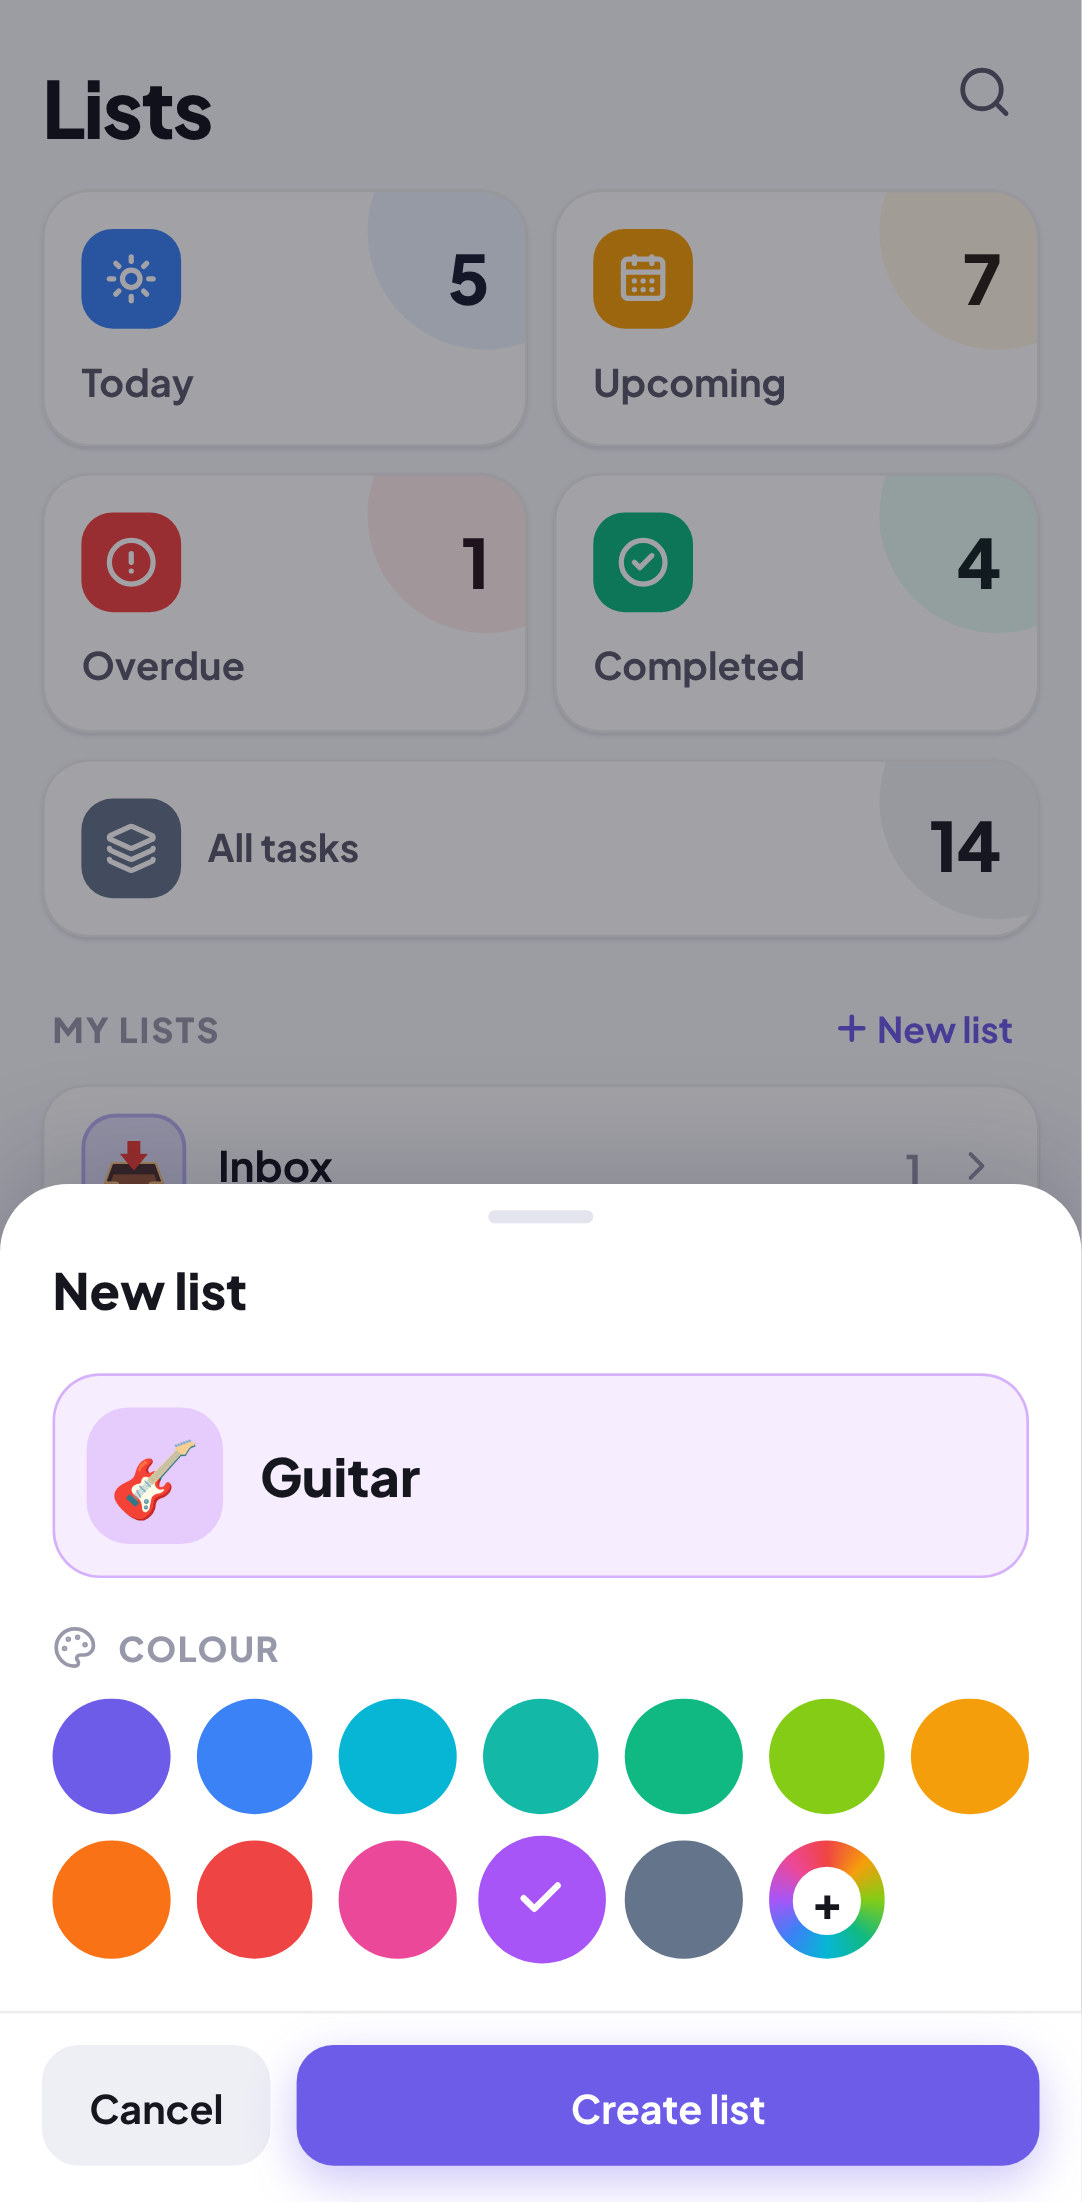 Lists
5
Today
7
Upcoming
1
Overdue
4
Completed
All tasks
14
MY LISTS
+ New list
Inbox
1
New list
Guitar
COLOUR
+
Cancel
Create list